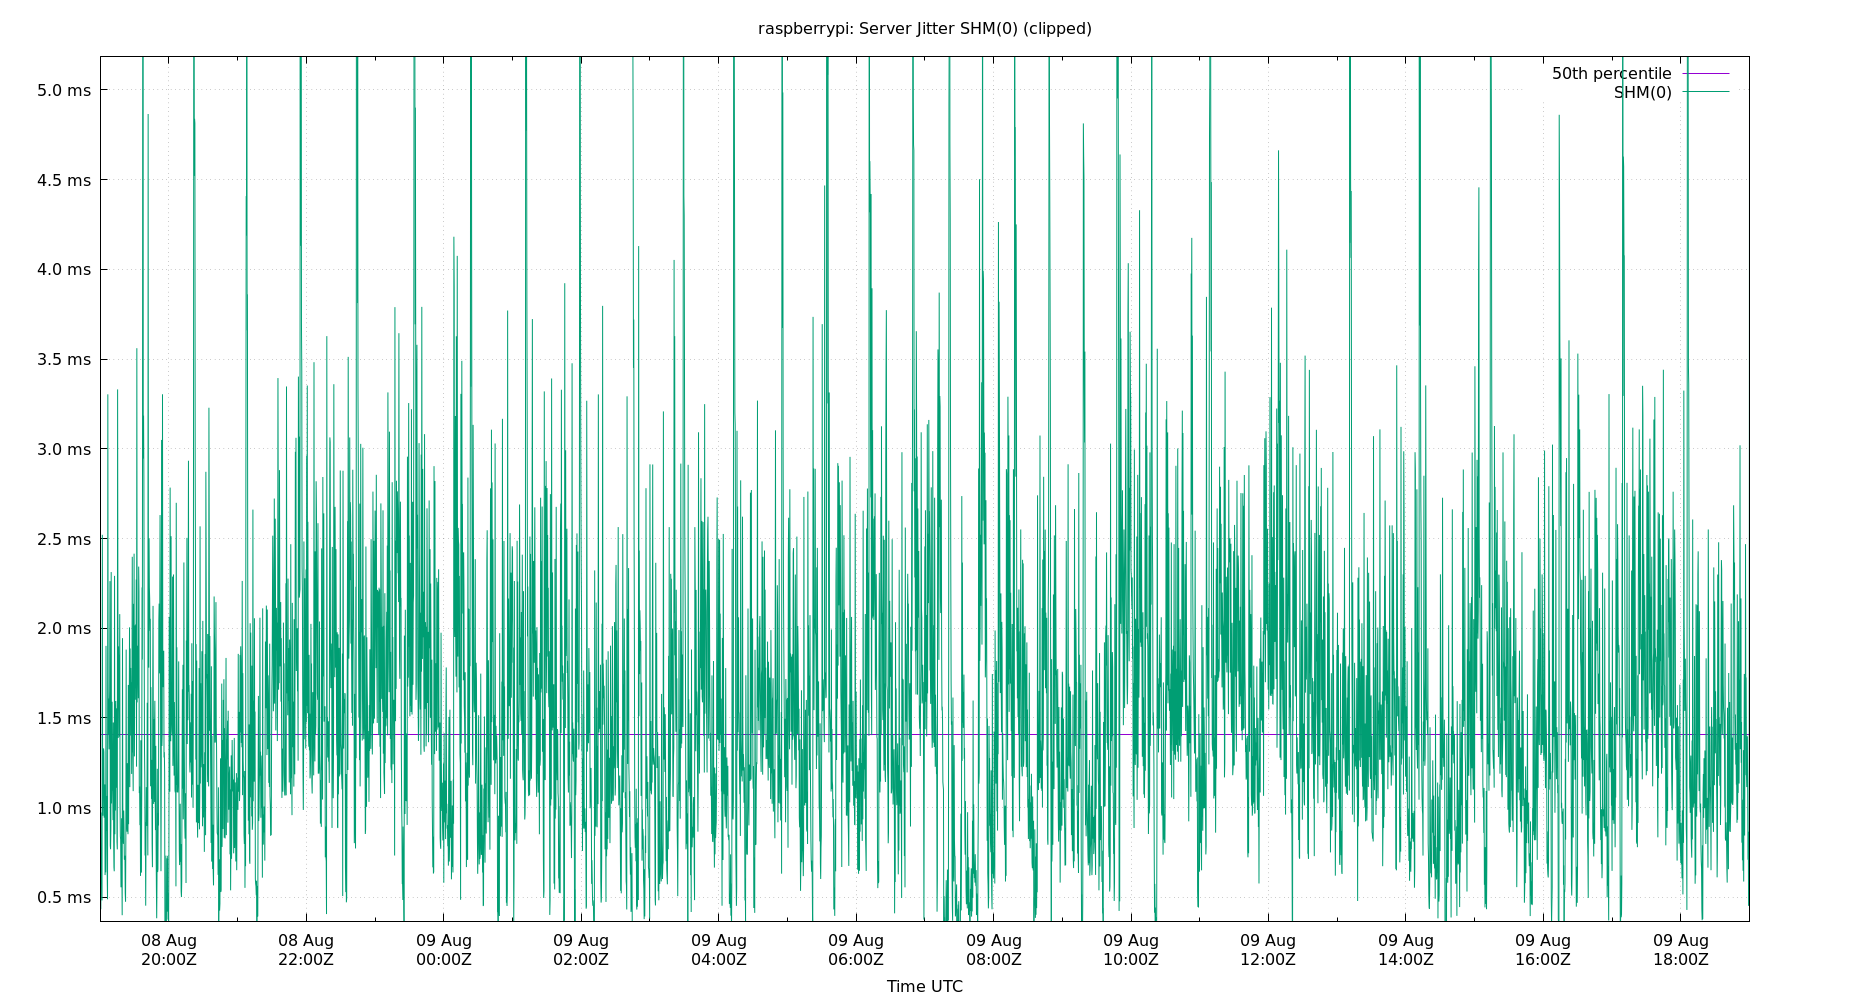 raspberrypi: Server Jitter SHM(0) (clipped)
50th percentile
SHM(0)
5.0 ms
4.5 ms
4.0 ms
3.5 ms
3.0 ms
2.5 ms
2.0 ms
1.5 ms
1.0 ms
0.5 ms
08 Aug
20:00Z
08 Aug
22:00Z
09 Aug
00:00Z
09 Aug
02:00Z
09 Aug
04:00Z
09 Aug
06:00Z
09 Aug
08:00Z
09 Aug
10:00Z
09 Aug
12:00Z
09 Aug
14:00Z
09 Aug
16:00Z
09 Aug
18:00Z
Time UTC